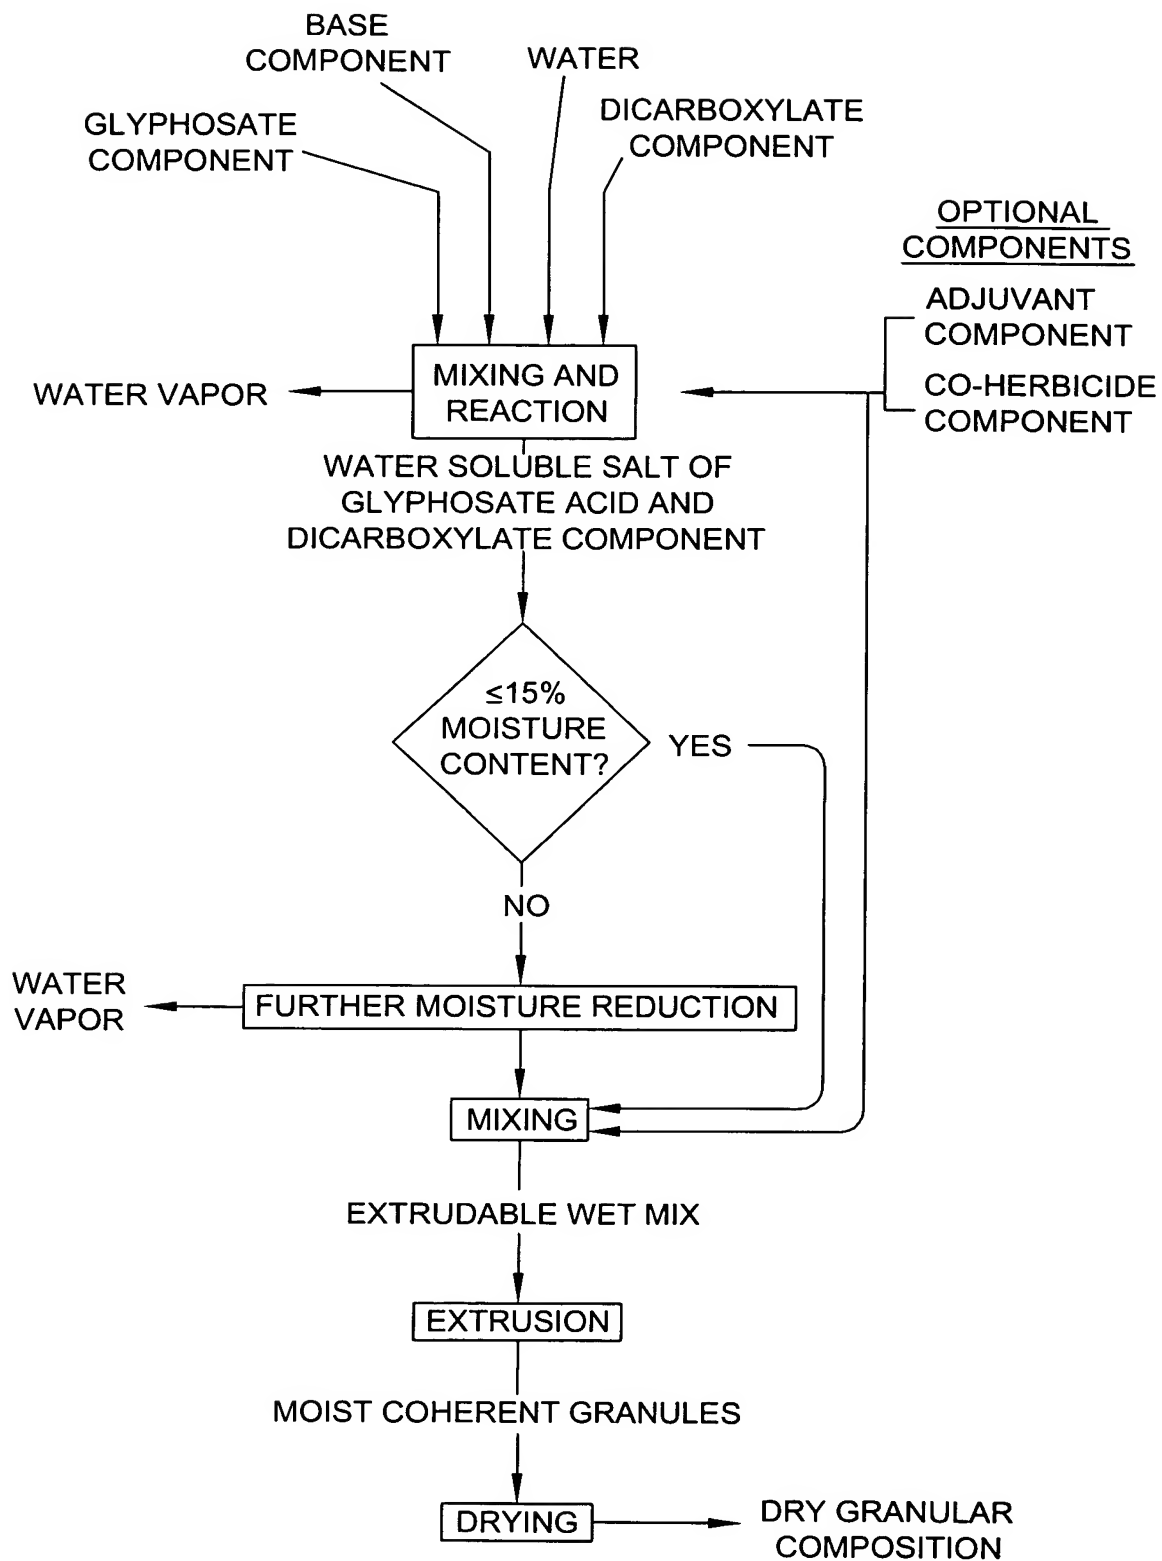 BASE
COMPONENT
WATER
GLYPHOSATE
COMPONENT
DICARBOXYLATE
COMPONENT
OPTIONAL
COMPONENTS
ADJUVANT
COMPONENT
CO-HERBICIDE
COMPONENT
WATER VAPOR
MIXING AND
REACTION
WATER SOLUBLE SALT OF
GLYPHOSATE ACID AND
DICARBOXYLATE COMPONENT
≤15%
MOISTURE
CONTENT?
YES
NO
WATER
VAPOR
FURTHER MOISTURE REDUCTION
MIXING
EXTRUDABLE WET MIX
EXTRUSION
MOIST COHERENT GRANULES
DRYING
DRY GRANULAR
COMPOSITION